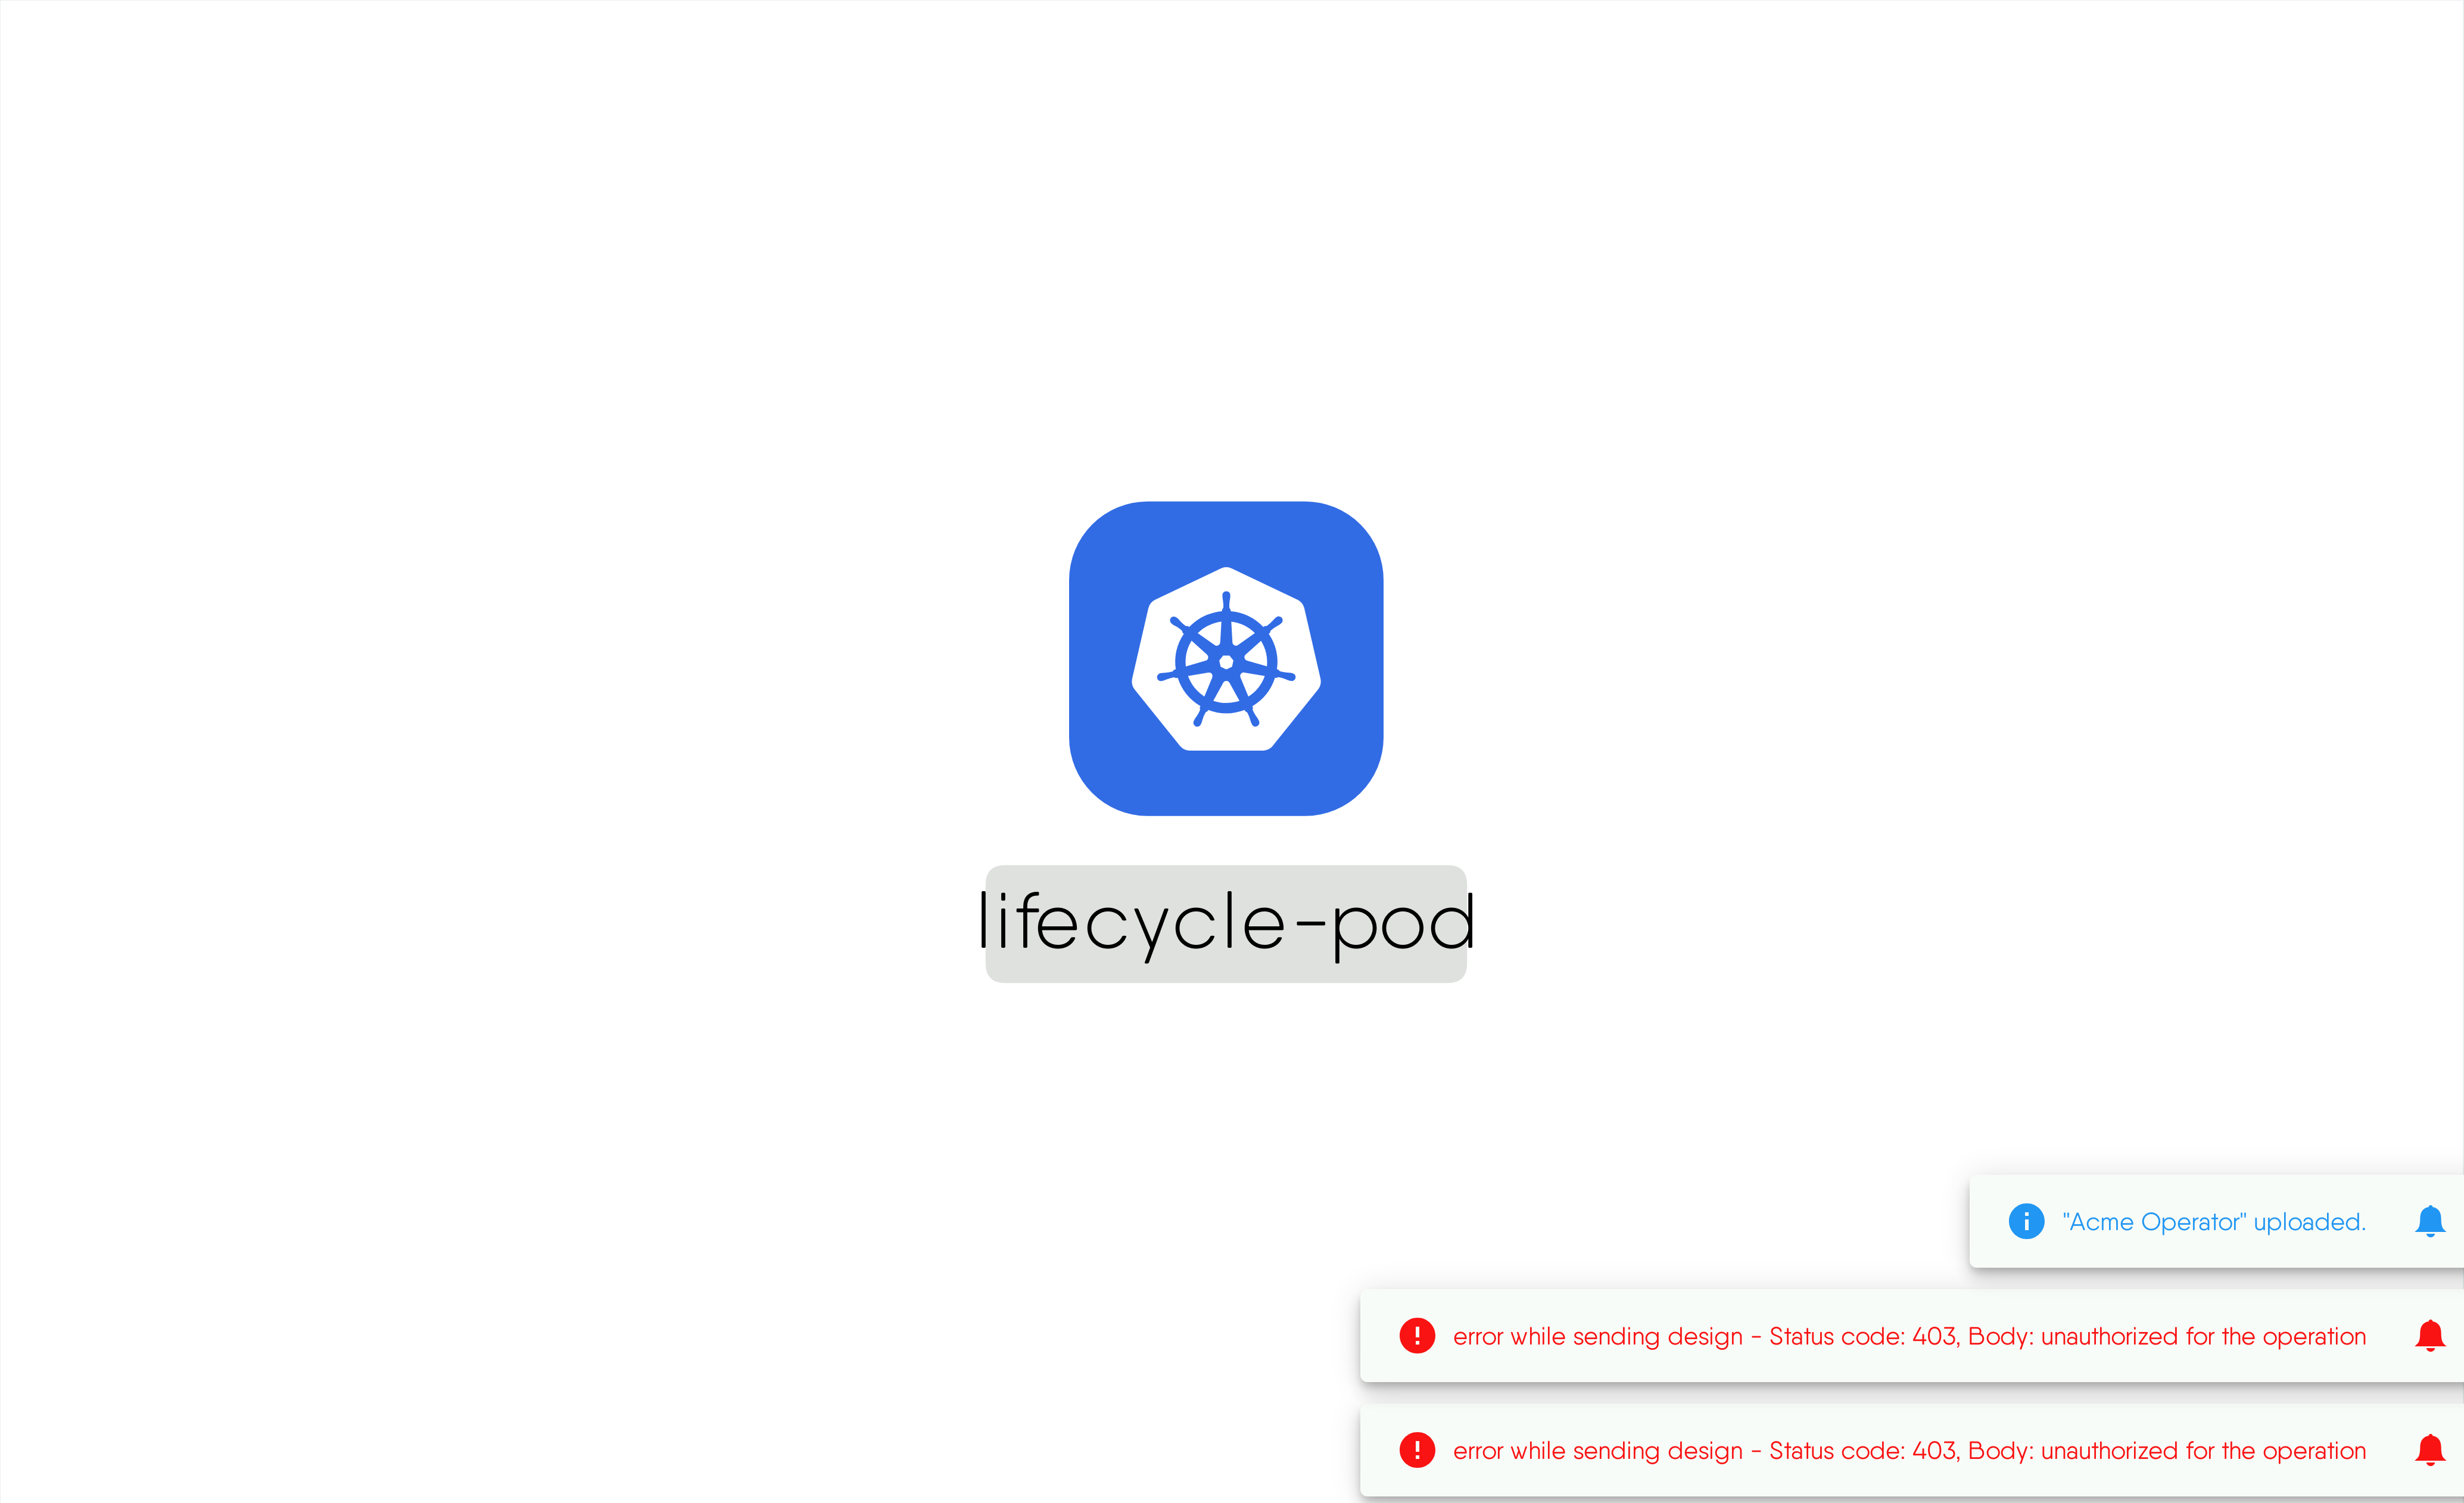 lifecycle-pod
"Acme Operator" uploaded.
error while sending design - Status code: 403, Body: unauthorized for the operation
error while sending design - Status code: 403, Body: unauthorized for the operation